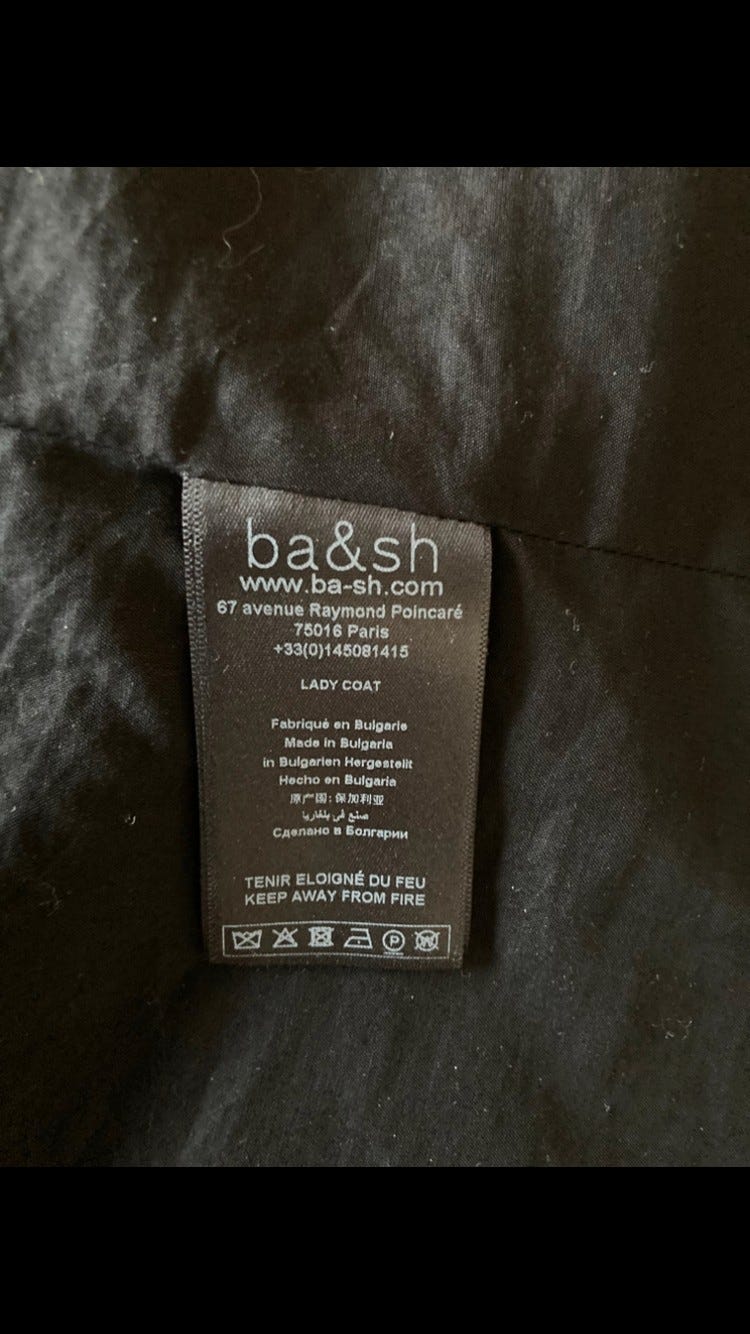 ba&sh
www.ba-sh.com
67 avenue Raymond Poincaré
75016 Paris
+33(0)145081415
LADY COAT
Fabriqué en Bulgarie
Made in Bulgaria
in Bulgarien Hergestellt
Hecho en Bulgaria
原产国：保加利亚
صنع في بلغاريا
Сделано в Болгарии
TENIR ELOIGNÉ DU FEU
KEEP AWAY FROM FIRE
P W